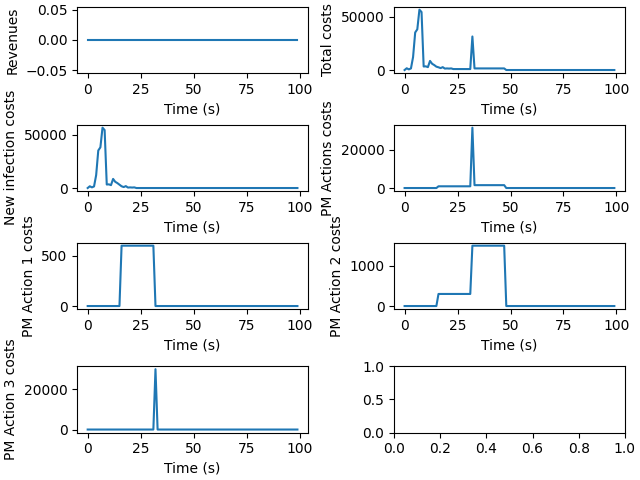 Revenues
0.05
0.00
−0.05
0 25 50 75 100
Time (s)
Total costs
50000
0
0 25 50 75 100
Time (s)
New infection costs
50000
0
0 25 50 75 100
Time (s)
PM Actions costs
20000
0
0 25 50 75 100
Time (s)
PM Action 1 costs
500
0
0 25 50 75 100
Time (s)
PM Action 2 costs
1000
0
0 25 50 75 100
Time (s)
PM Action 3 costs
20000
0
0 25 50 75 100
Time (s)
1.0
0.5
0.0
0.0 0.2 0.4 0.6 0.8 1.0